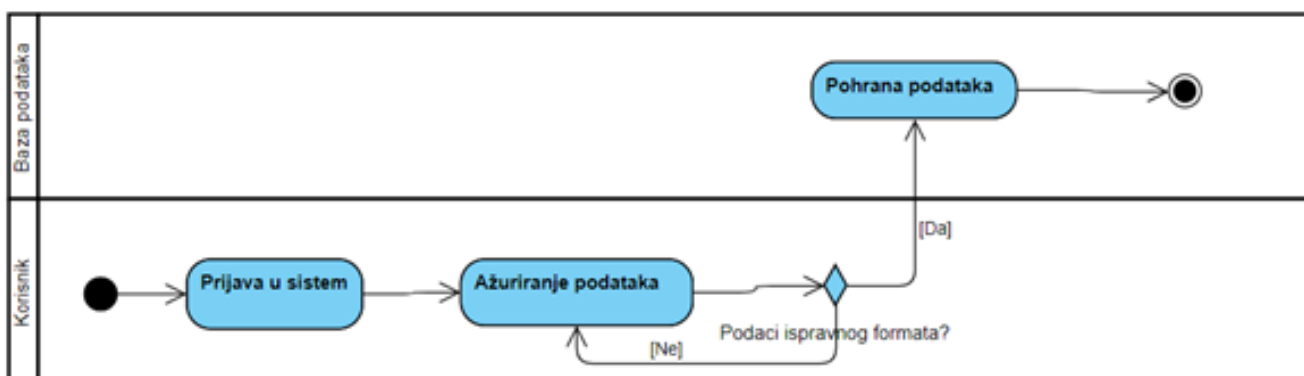 Baza podataka
Pohrana podataka
[Da]
Korisnik
Prijava u sistem
Ažuriranje podataka
Podaci ispravnog formata?
[Ne]